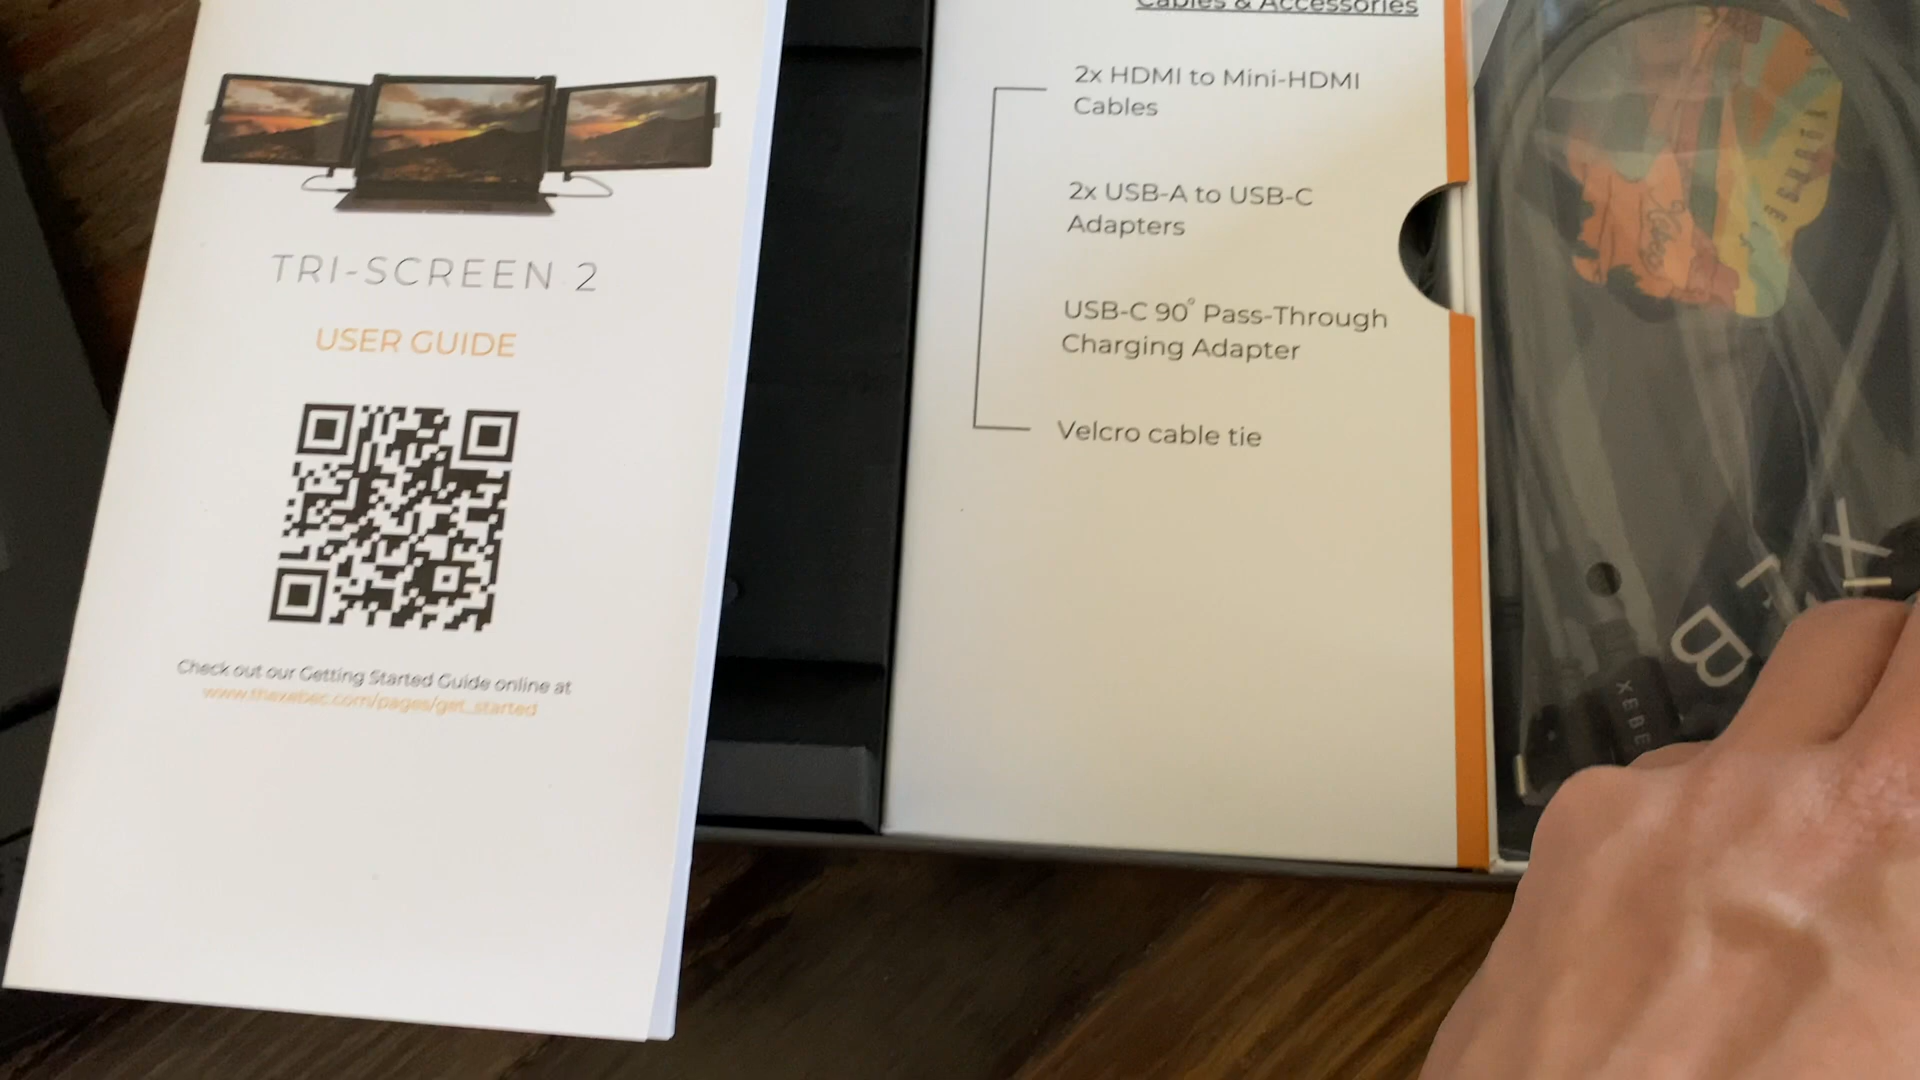 TRI-SCREEN 2
USER GUIDE
Check out our Getting Started Guide online at
www.thexebec.com/pages/get_started
Cables & Accessories
2x HDMI to Mini-HDMI
Cables
2x USB-A to USB-C
Adapters
USB-C 90° Pass-Through
Charging Adapter
Velcro cable tie
XEBE